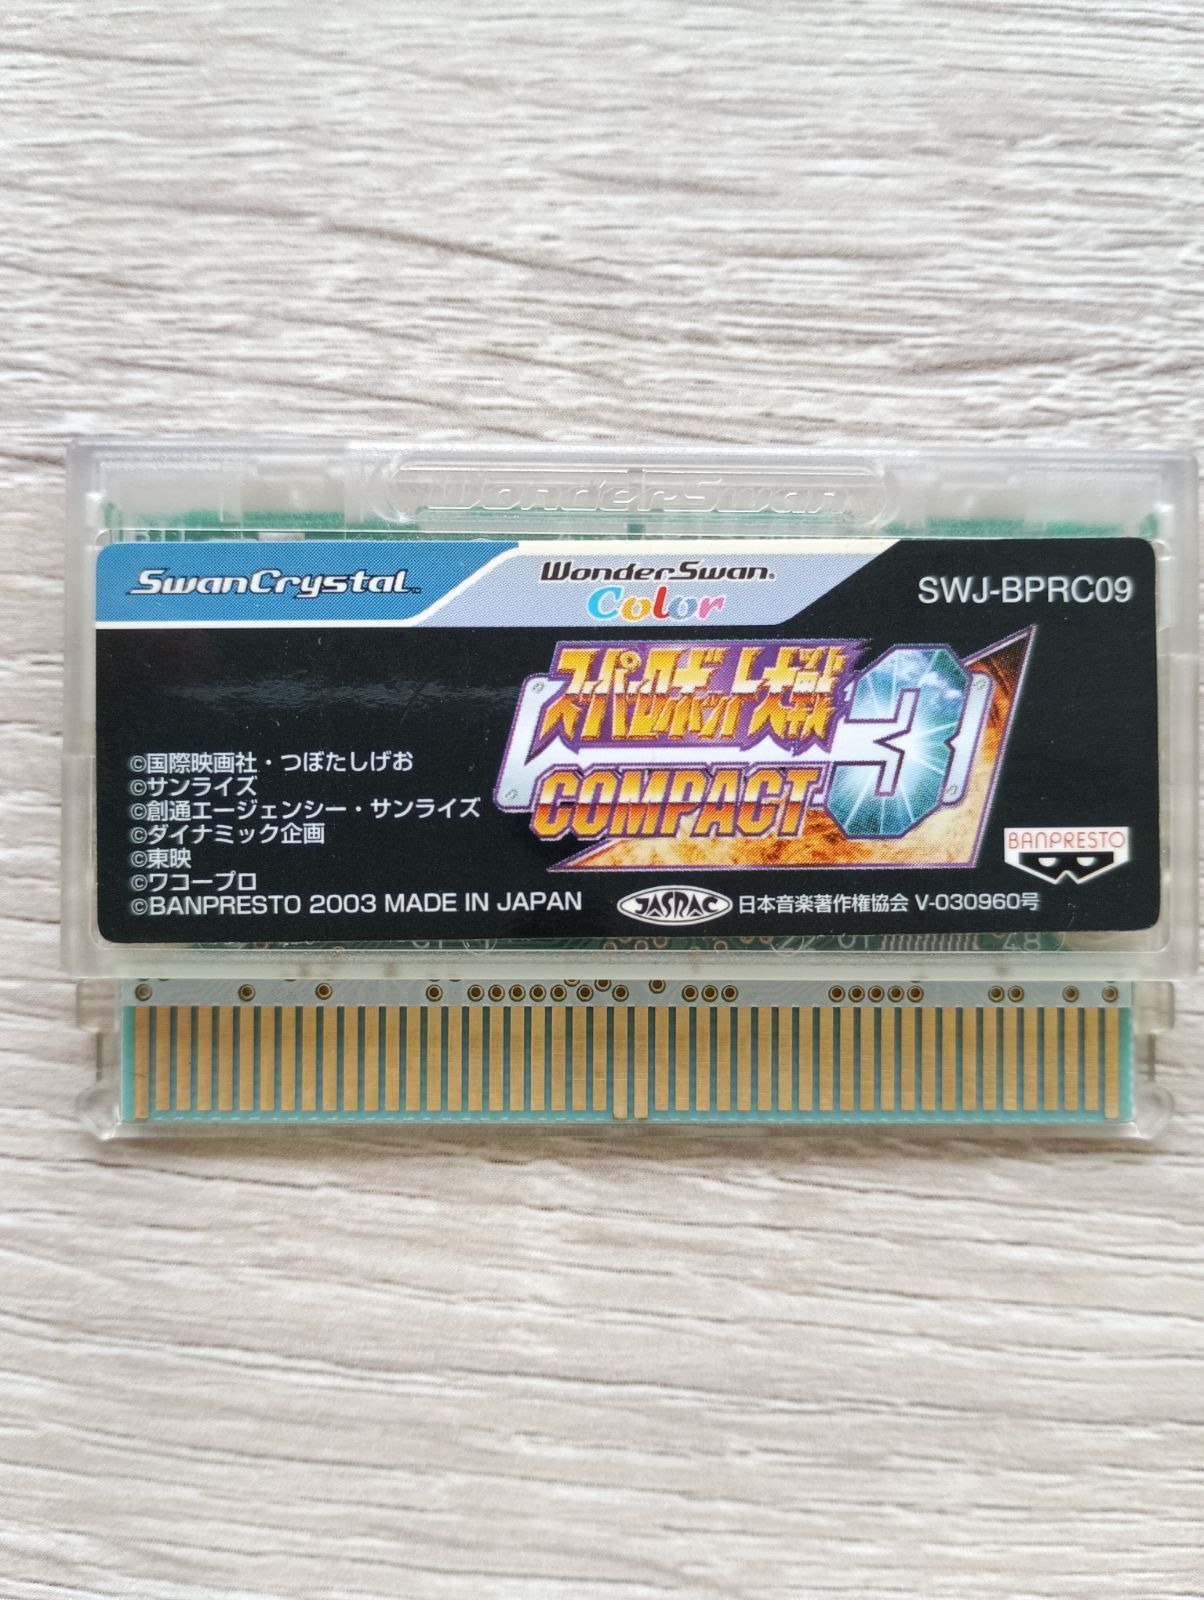 WonderSwan
SwanCrystal™
WonderSwan®
Color
SWJ-BPRC09
スーパーロボット大戦
COMPACT 3
©国際映画社・つぼたしげお
©サンライズ
©創通エージェンシー・サンライズ
©ダイナミック企画
©東映
©ワコープロ
©BANPRESTO 2003 MADE IN JAPAN
JASRAC
日本音楽著作権協会 V-030960号
BANPRESTO
48